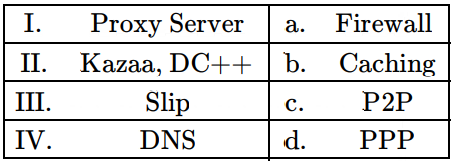 I. Proxy Server a. Firewall
II. Kazaa, DC++ b. Caching
III. Slip c. P2P
IV. DNS d. PPP